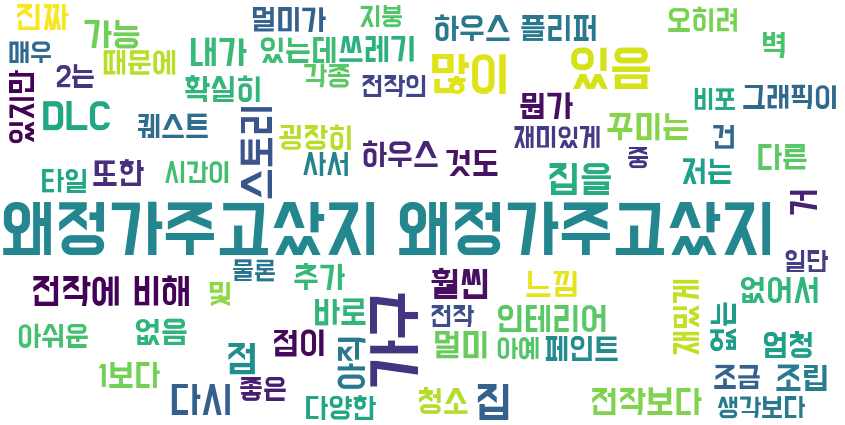 진짜
가능
멀미가
지붕
하우스 플리퍼
오히려
벽
매우
2는
때문에
내가
있는데쓰레기
각종
확실히
전작의
많이
있음
있지만
DLC
퀘스트
스토리
굉장히
사서
하우스
것도
뭔가
재미있게
꾸미는
비포
그래픽이
건
중
타일
또한
시간이
집을
저는
다른
거
왜정가주고샀지 왜정가주고샀지
일단
전작에 비해
및
물론
추가
바로
가구
훨씬
전작
느낌
인테리어
재밌게
없는
없어서
아쉬운
없음
점
점이
아직
멀미
아예
페인트
엄청
1보다
다시
좋은
다양한
청소
집
전작보다
조금
조립
생각보다